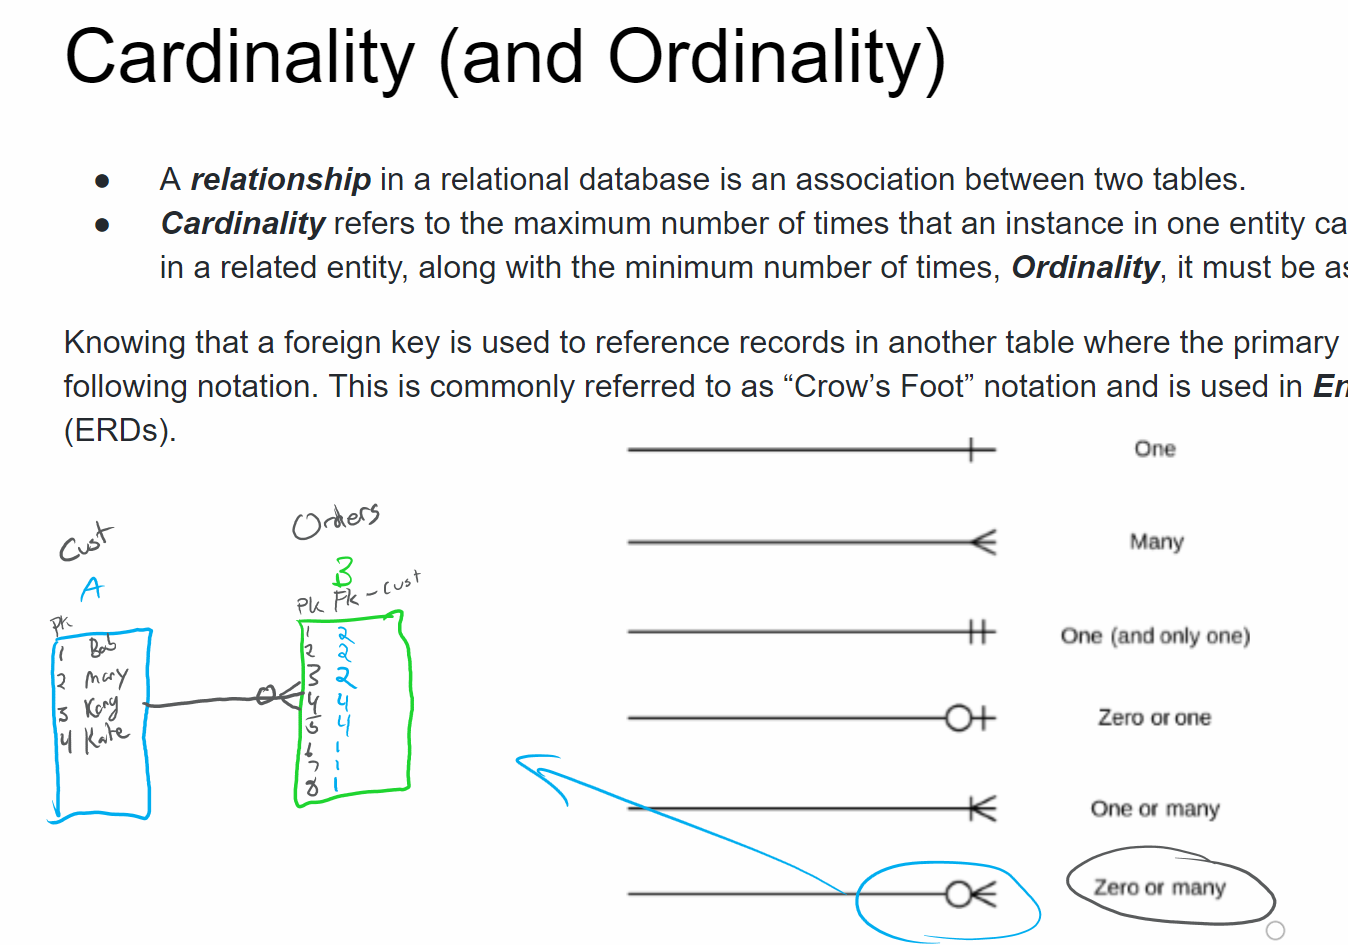 Cardinality (and Ordinality)
● A relationship in a relational database is an association between two tables.
● Cardinality refers to the maximum number of times that an instance in one entity ca
in a related entity, along with the minimum number of times, Ordinality, it must be as
Knowing that a foreign key is used to reference records in another table where the primary
following notation. This is commonly referred to as “Crow’s Foot” notation and is used in En
(ERDs).
One
Many
One (and only one)
Zero or one
One or many
Zero or many
Cust
A
PK
1 Bob
2 Mary
3
4 Kate
Orders
B
PK FK - Cust
1 2
2 2
3 2
4 4
5 4
6 1
7 1
8 1